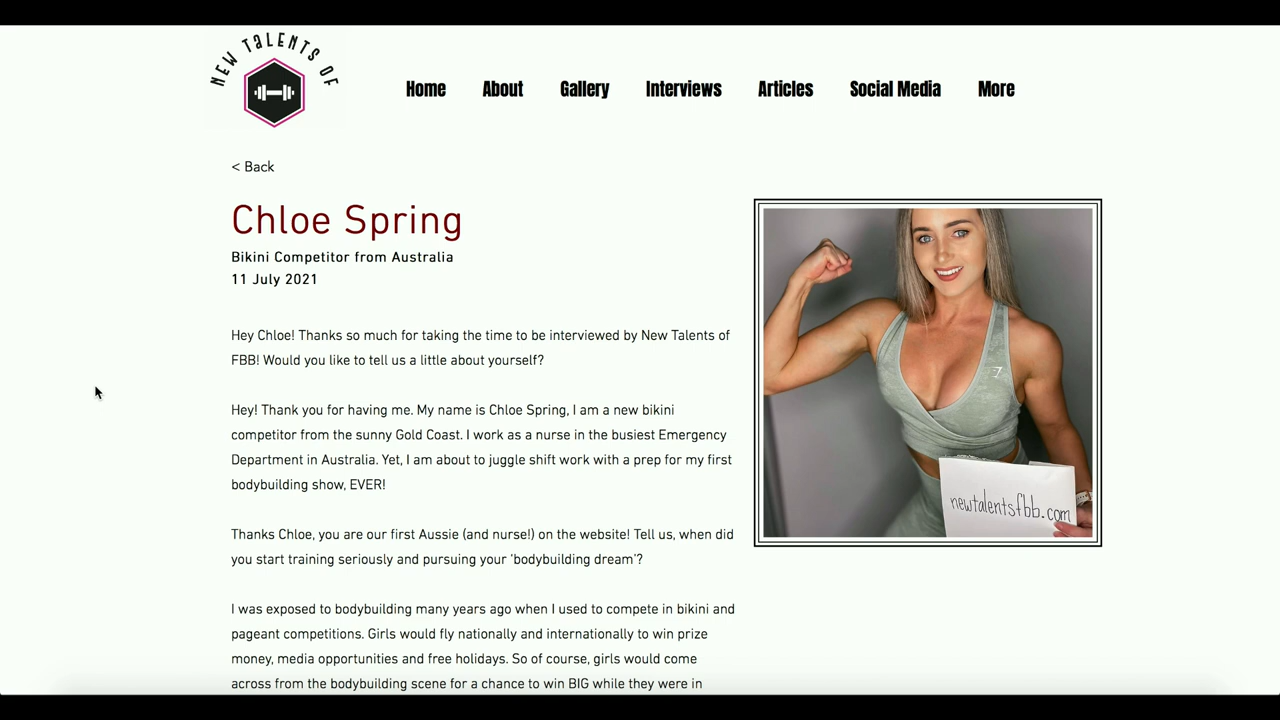 NEW TALENTS OF
Home About Gallery Interviews Articles Social Media More
< Back
Chloe Spring
Bikini Competitor from Australia
11 July 2021
Hey Chloe! Thanks so much for taking the time to be interviewed by New Talents of
FBB! Would you like to tell us a little about yourself?
Hey! Thank you for having me. My name is Chloe Spring, I am a new bikini
competitor from the sunny Gold Coast. I work as a nurse in the busiest Emergency
Department in Australia. Yet, I am about to juggle shift work with a prep for my first
bodybuilding show, EVER!
Thanks Chloe, you are our first Aussie (and nurse!) on the website! Tell us, when did
you start training seriously and pursuing your ‘bodybuilding dream’?
I was exposed to bodybuilding many years ago when I used to compete in bikini and
pageant competitions. Girls would fly nationally and internationally to win prize
money, media opportunities and free holidays. So of course, girls would come
across from the bodybuilding scene for a chance to win BIG while they were in
newtalentsfbb.com